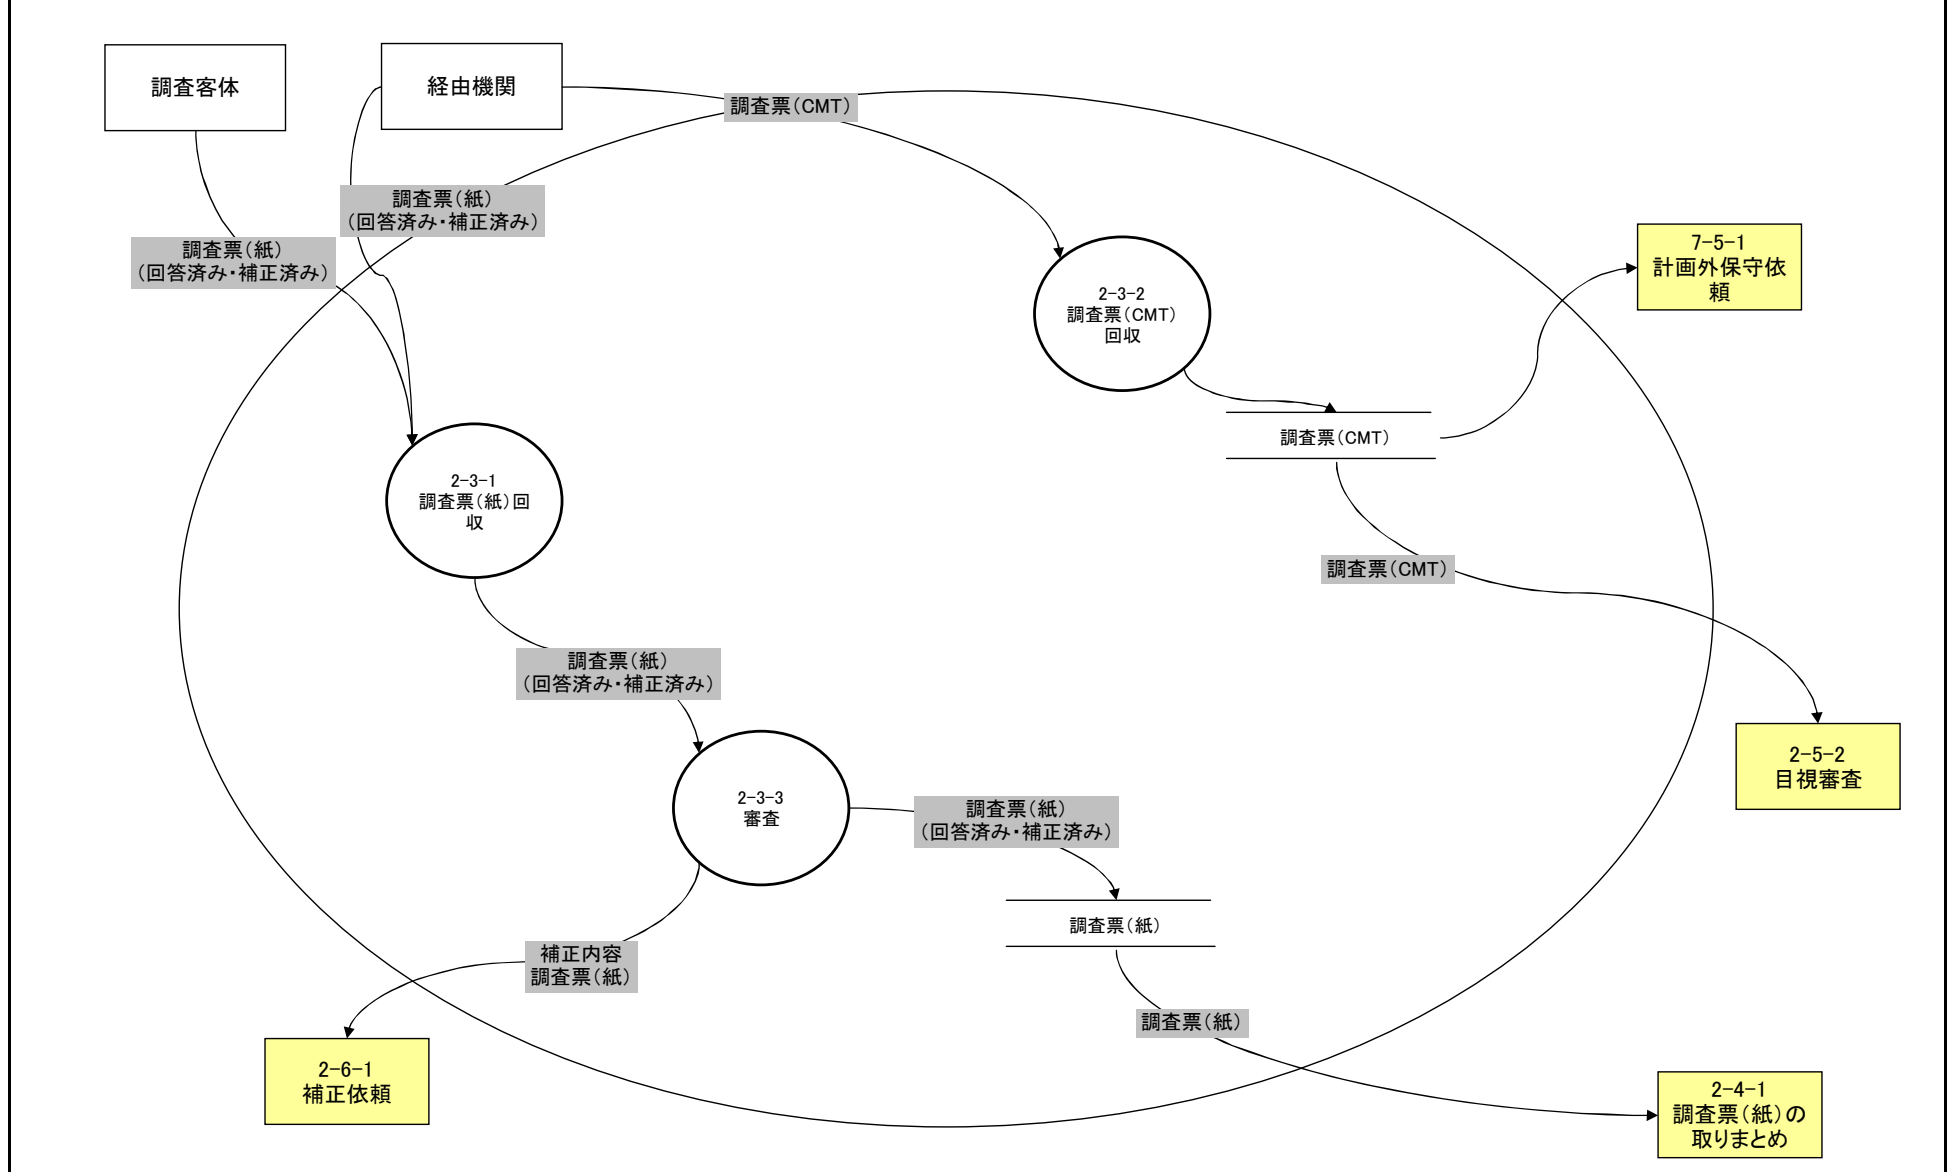 調査客体
経由機関
調査票(CMT)
調査票(紙)
(回答済み・補正済み)
調査票(紙)
(回答済み・補正済み)
7-5-1
計画外保守依
頼
2-3-2
調査票(CMT)
回収
調査票(CMT)
2-3-1
調査票(紙)回
収
調査票(CMT)
調査票(紙)
(回答済み・補正済み)
2-5-2
目視審査
2-3-3
審査
調査票(紙)
(回答済み・補正済み)
調査票(紙)
補正内容
調査票(紙)
調査票(紙)
2-6-1
補正依頼
2-4-1
調査票(紙)の
取りまとめ